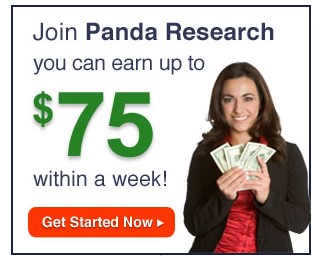 Join Panda Research
you can earn up to
$75
within a week!
Get Started Now ▸